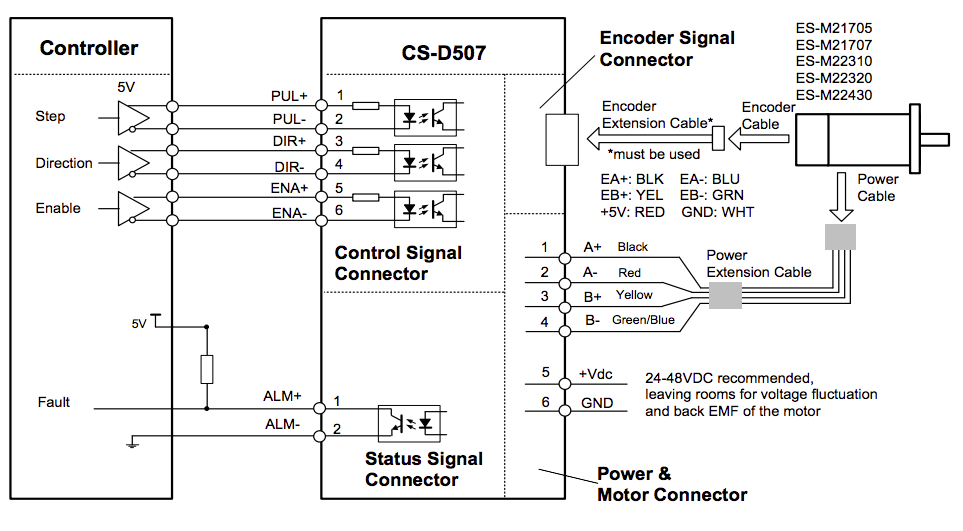 Controller
5V
Step
Direction
Enable
5V
Fault
PUL+
PUL-
DIR+
DIR-
ENA+
ENA-
ALM+
ALM-
CS-D507
1
2
3
4
5
6
Control Signal
Connector
1
2
Status Signal
Connector
Encoder Signal
Connector
ES-M21705
ES-M21707
ES-M22310
ES-M22320
ES-M22430
Encoder
Extension Cable*
*must be used
Encoder
Cable
EA+: BLK EA-: BLU
EB+: YEL EB-: GRN
+5V: RED GND: WHT
Power
Cable
Power
Extension Cable
1 A+ Black
2 A- Red
3 B+ Yellow
4 B- Green/Blue
5 +Vdc
6 GND
24-48VDC recommended,
leaving rooms for voltage fluctuation
and back EMF of the motor
Power &
Motor Connector